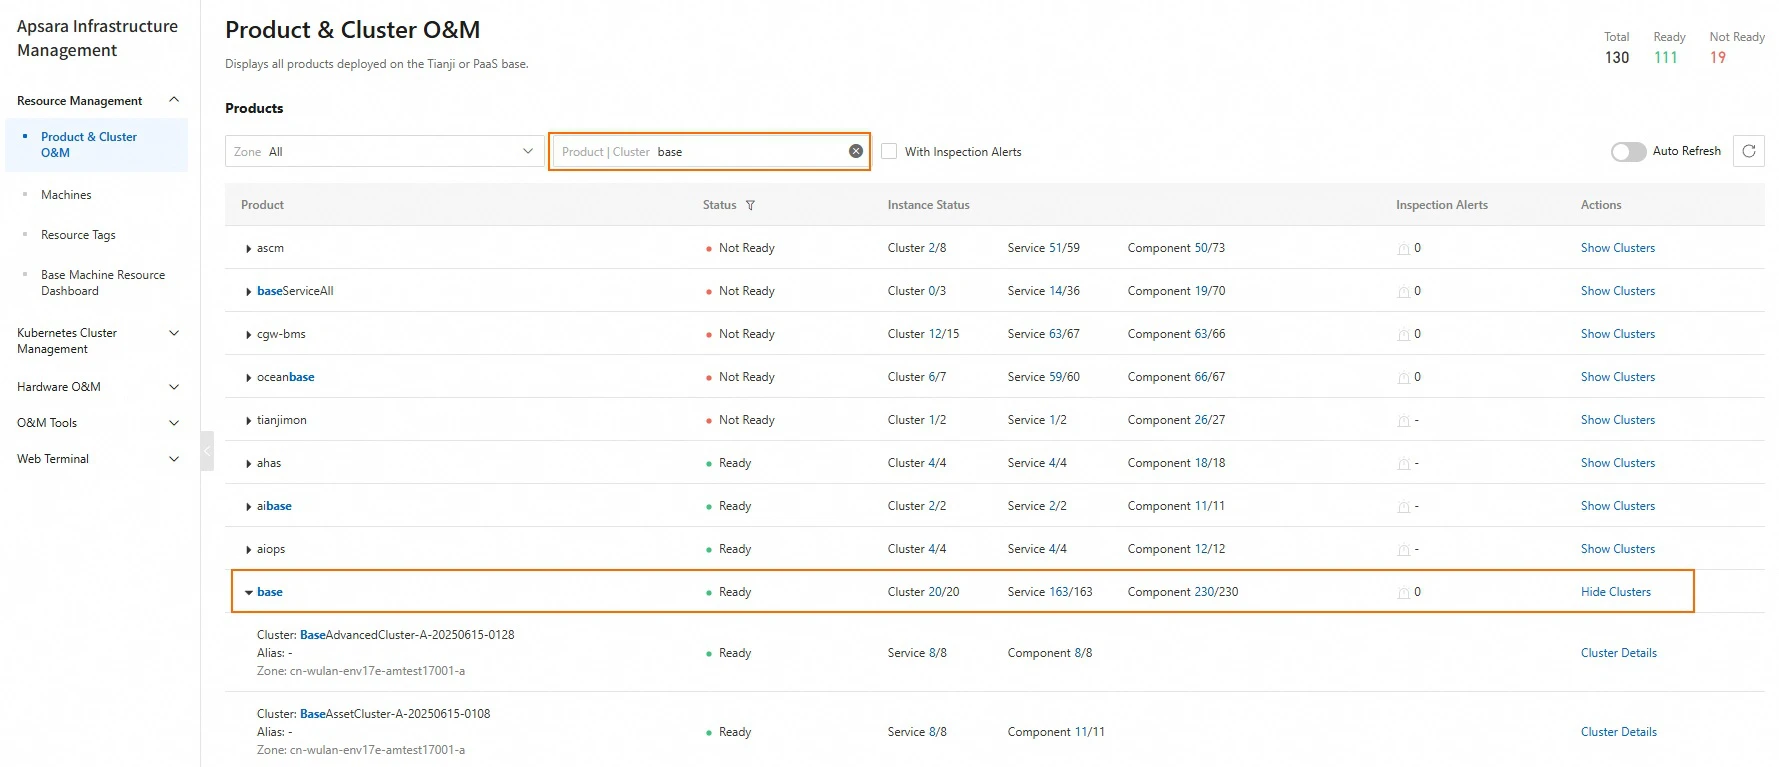 Apsara Infrastructure
Management
Resource Management
Product & Cluster
O&M
Machines
Resource Tags
Base Machine Resource
Dashboard
Kubernetes Cluster
Management
Hardware O&M
O&M Tools
Web Terminal
Product & Cluster O&M
Displays all products deployed on the Tianji or PaaS base.
Total Ready Not Ready
130 111 19
Products
Zone All Product | Cluster base With Inspection Alerts Auto Refresh
Product Status Instance Status Inspection Alerts Actions
ascm Not Ready Cluster 2/8 Service 51/59 Component 50/73 0 Show Clusters
baseServiceAll Not Ready Cluster 0/3 Service 14/36 Component 19/70 0 Show Clusters
cgw-bms Not Ready Cluster 12/15 Service 63/67 Component 63/66 0 Show Clusters
oceanbase Not Ready Cluster 6/7 Service 59/60 Component 66/67 0 Show Clusters
tianjimon Not Ready Cluster 1/2 Service 1/2 Component 26/27 - Show Clusters
ahas Ready Cluster 4/4 Service 4/4 Component 18/18 - Show Clusters
aibase Ready Cluster 2/2 Service 2/2 Component 11/11 - Show Clusters
aiops Ready Cluster 4/4 Service 4/4 Component 12/12 - Show Clusters
base Ready Cluster 20/20 Service 163/163 Component 230/230 0 Hide Clusters
Cluster: BaseAdvancedCluster-A-20250615-0128
Alias: -
Zone: cn-wulan-env17e-amtest17001-a
Ready Service 8/8 Component 8/8 Cluster Details
Cluster: BaseAssetCluster-A-20250615-0108
Alias: -
Zone: cn-wulan-env17e-amtest17001-a
Ready Service 8/8 Component 11/11 Cluster Details